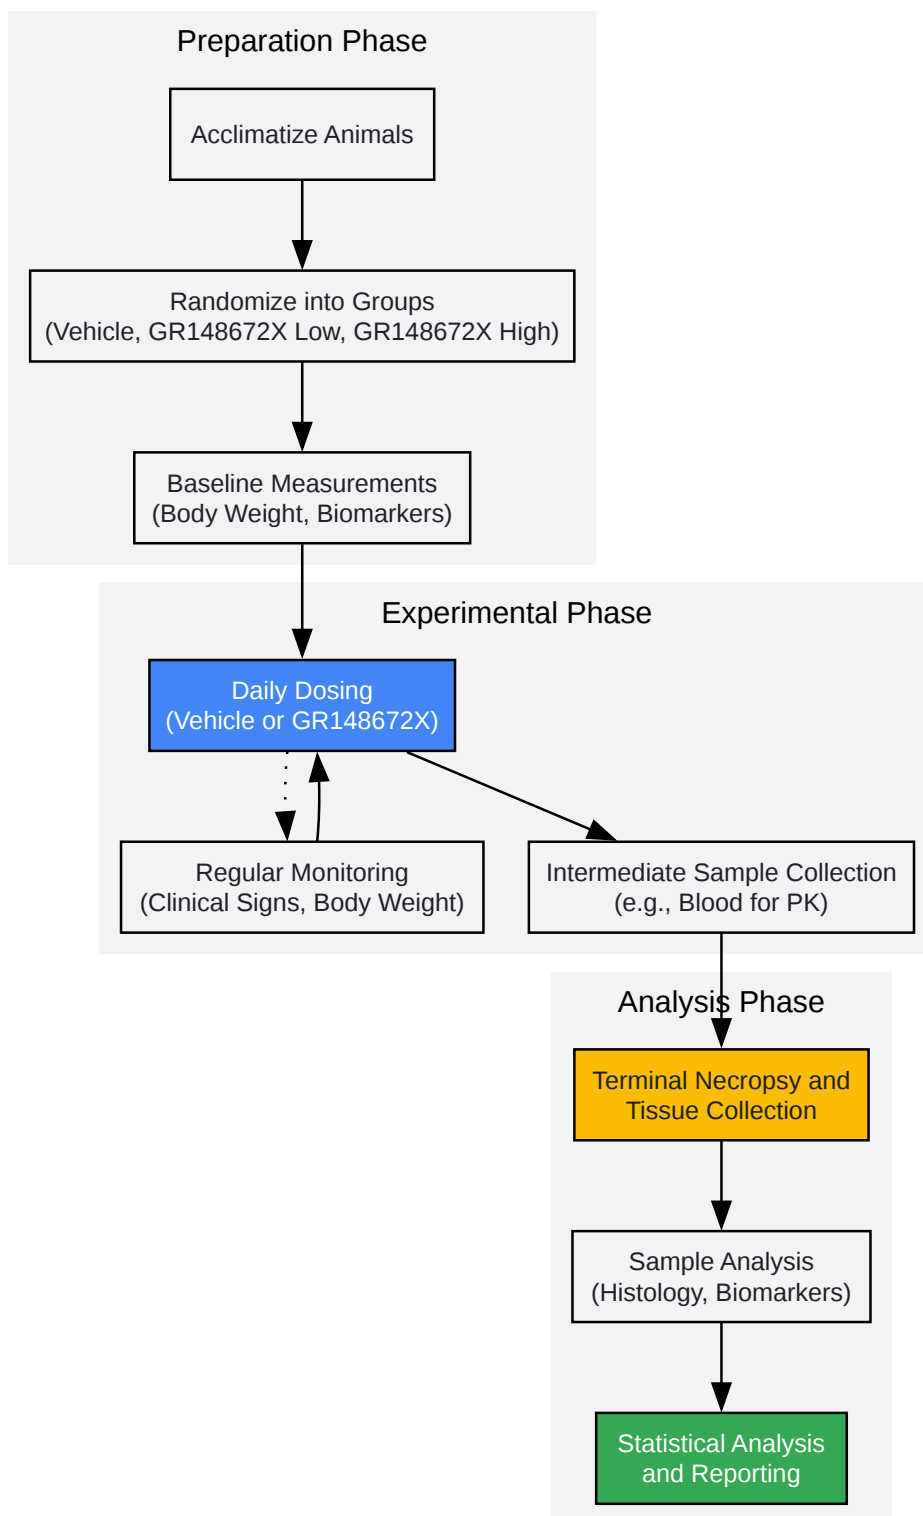 Preparation Phase
Acclimatize Animals
Randomize into Groups
(Vehicle, GR148672X Low, GR148672X High)
Baseline Measurements
(Body Weight, Biomarkers)
Experimental Phase
Daily Dosing
(Vehicle or GR148672X)
Regular Monitoring
(Clinical Signs, Body Weight)
Intermediate Sample Collection
(e.g., Blood for PK)
Analysis Phase
Terminal Necropsy and
Tissue Collection
Sample Analysis
(Histology, Biomarkers)
Statistical Analysis
and Reporting